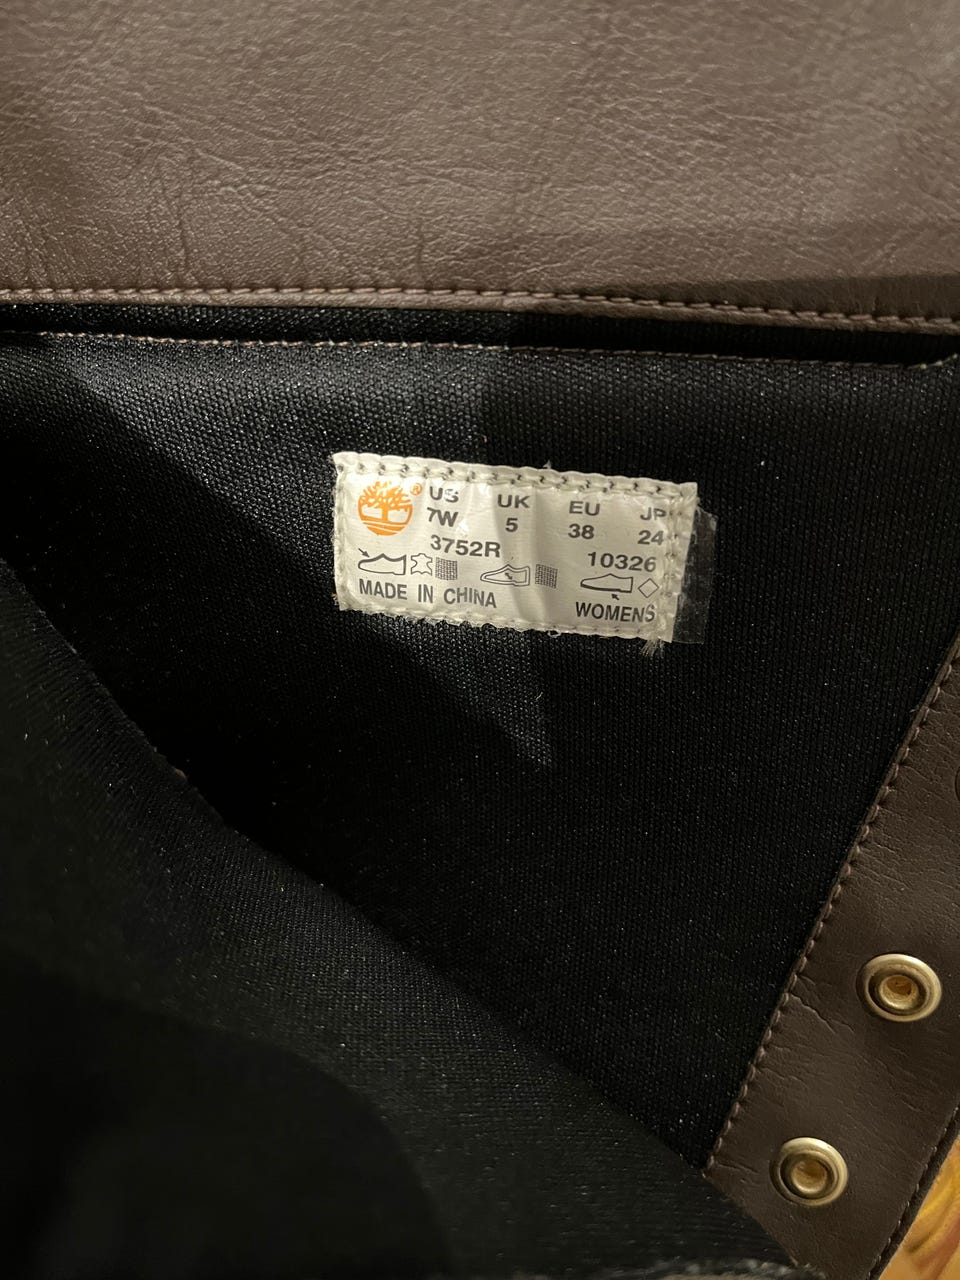 ® US UK EU JP
7W 5 38 24
3752R 10326
MADE IN CHINA WOMENS